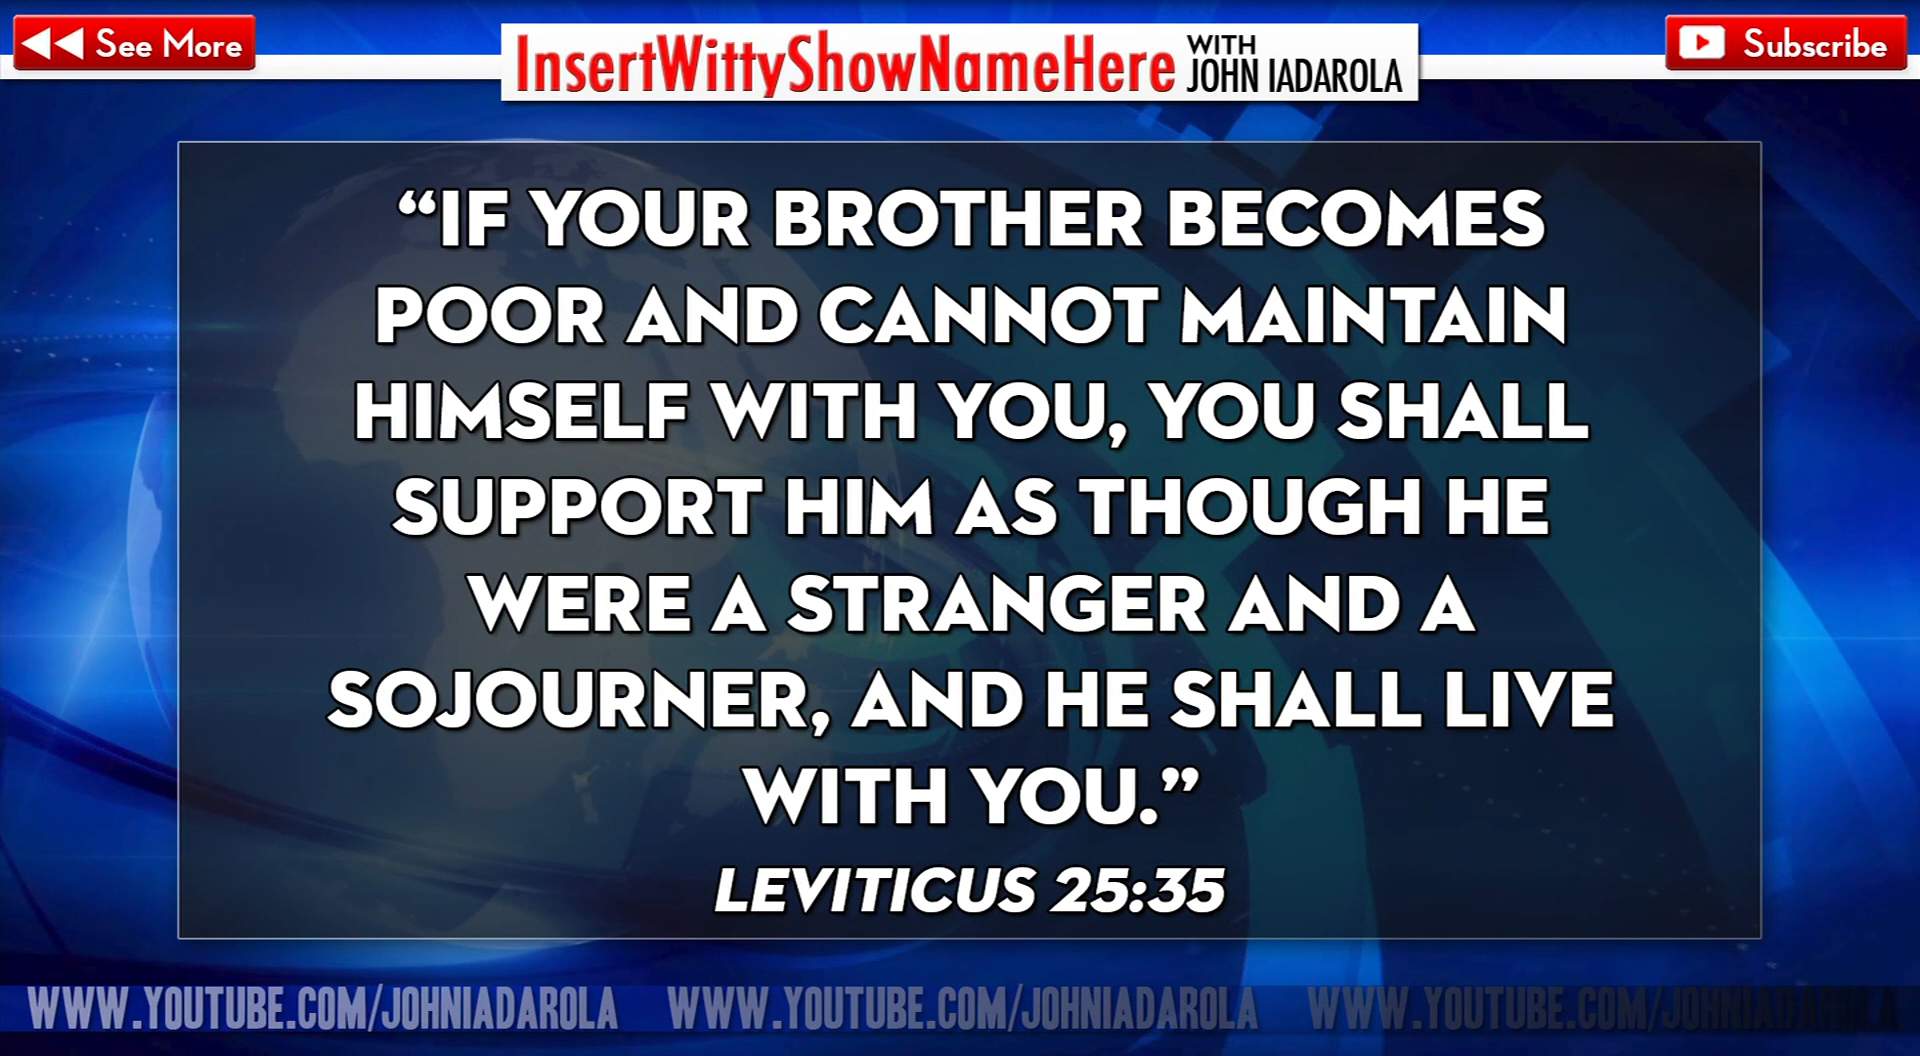 See More
InsertWittyShowNameHere WITH JOHN IADAROLA
Subscribe
“IF YOUR BROTHER BECOMES
POOR AND CANNOT MAINTAIN
HIMSELF WITH YOU, YOU SHALL
SUPPORT HIM AS THOUGH HE
WERE A STRANGER AND A
SOJOURNER, AND HE SHALL LIVE
WITH YOU.”
LEVITICUS 25:35
WWW.YOUTUBE.COM/JOHNIADAROLA WWW.YOUTUBE.COM/JOHNIADAROLA WWW.YOUTUBE.COM/JOHNIADAROLA